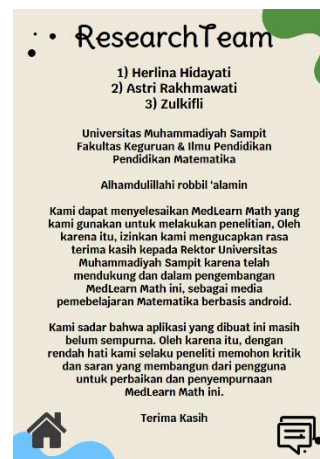 ResearchTeam
1) Herlina Hidayati
2) Astri Rakhmawati
3) Zulkifli
Universitas Muhammadiyah Sampit
Fakultas Keguruan & Ilmu Pendidikan
Pendidikan Matematika
Alhamdulillahi robbil ‘alamin
Kami dapat menyelesaikan MedLearn Math yang
kami gunakan untuk melakukan penelitian, Oleh
karena itu, izinkan kami mengucapkan rasa
terima kasih kepada Rektor Universitas
Muhammadiyah Sampit karena telah
mendukung dan dalam pengembangan
MedLearn Math ini, sebagai media
pemebelajaran Matematika berbasis android.
Kami sadar bahwa aplikasi yang dibuat ini masih
belum sempurna. Oleh karena itu, dengan
rendah hati kami selaku peneliti memohon kritik
dan saran yang membangun dari pengguna
untuk perbaikan dan penyempurnaan
MedLearn Math ini.
Terima Kasih